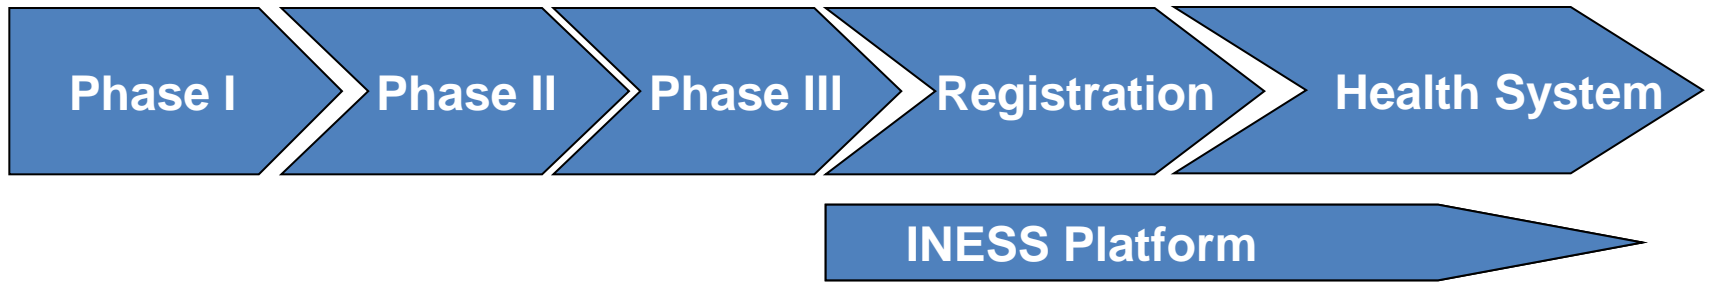 Phase I
Phase II
Phase III
Registration
Health System
INESS Platform